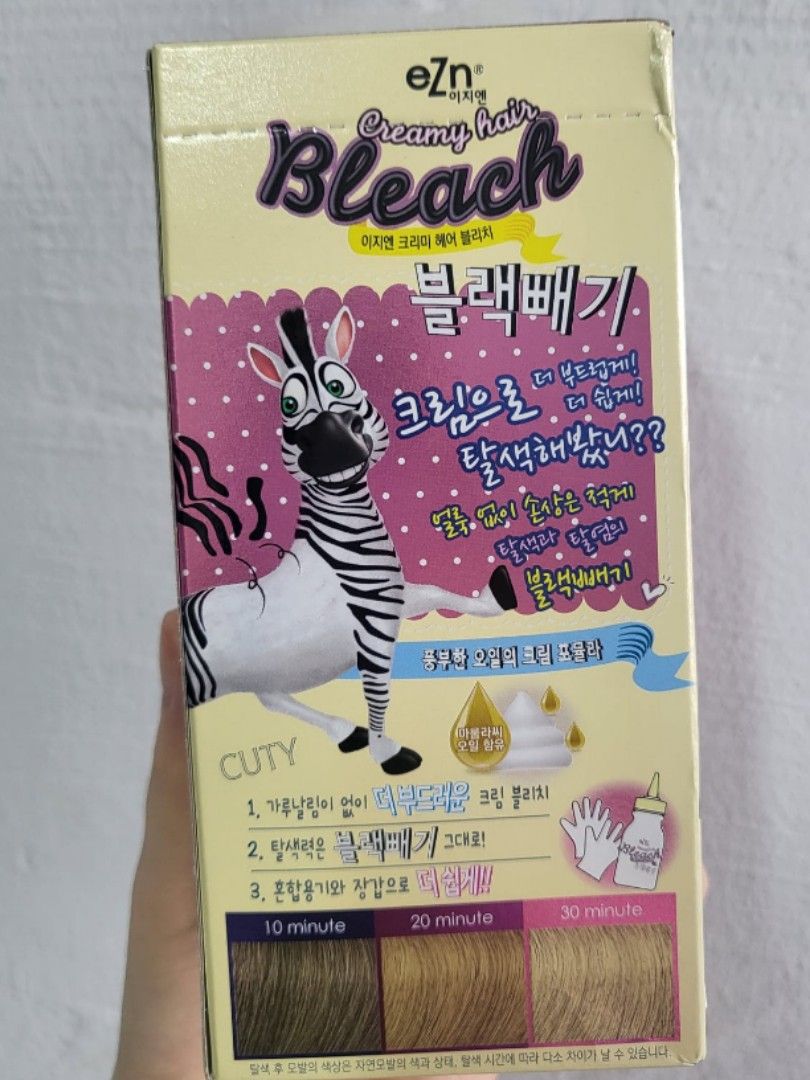 eZn®
이지엔
Creamy hair
Bleach
이지엔 크리미 헤어 블리치
블랙빼기
크림으로 더 부드럽게!
더 쉽게!
탈색해봤니??
얼룩 없이 손상은 적게
탈색과 탈염의
블랙빼기
풍부한 오일의 크림 포뮬라
마룰라씨
오일 함유
CUTY
1. 가루날림이 없이 더 부드러운 크림 블리치
2. 탈색력은 블랙빼기 그대로!
3. 혼합용기와 장갑으로 더 쉽게!!
Bleach
10 minute
20 minute
30 minute
탈색 후 모발의 색상은 자연모발의 색과 상태, 탈색 시간에 따라 다소 차이가 날 수 있습니다.